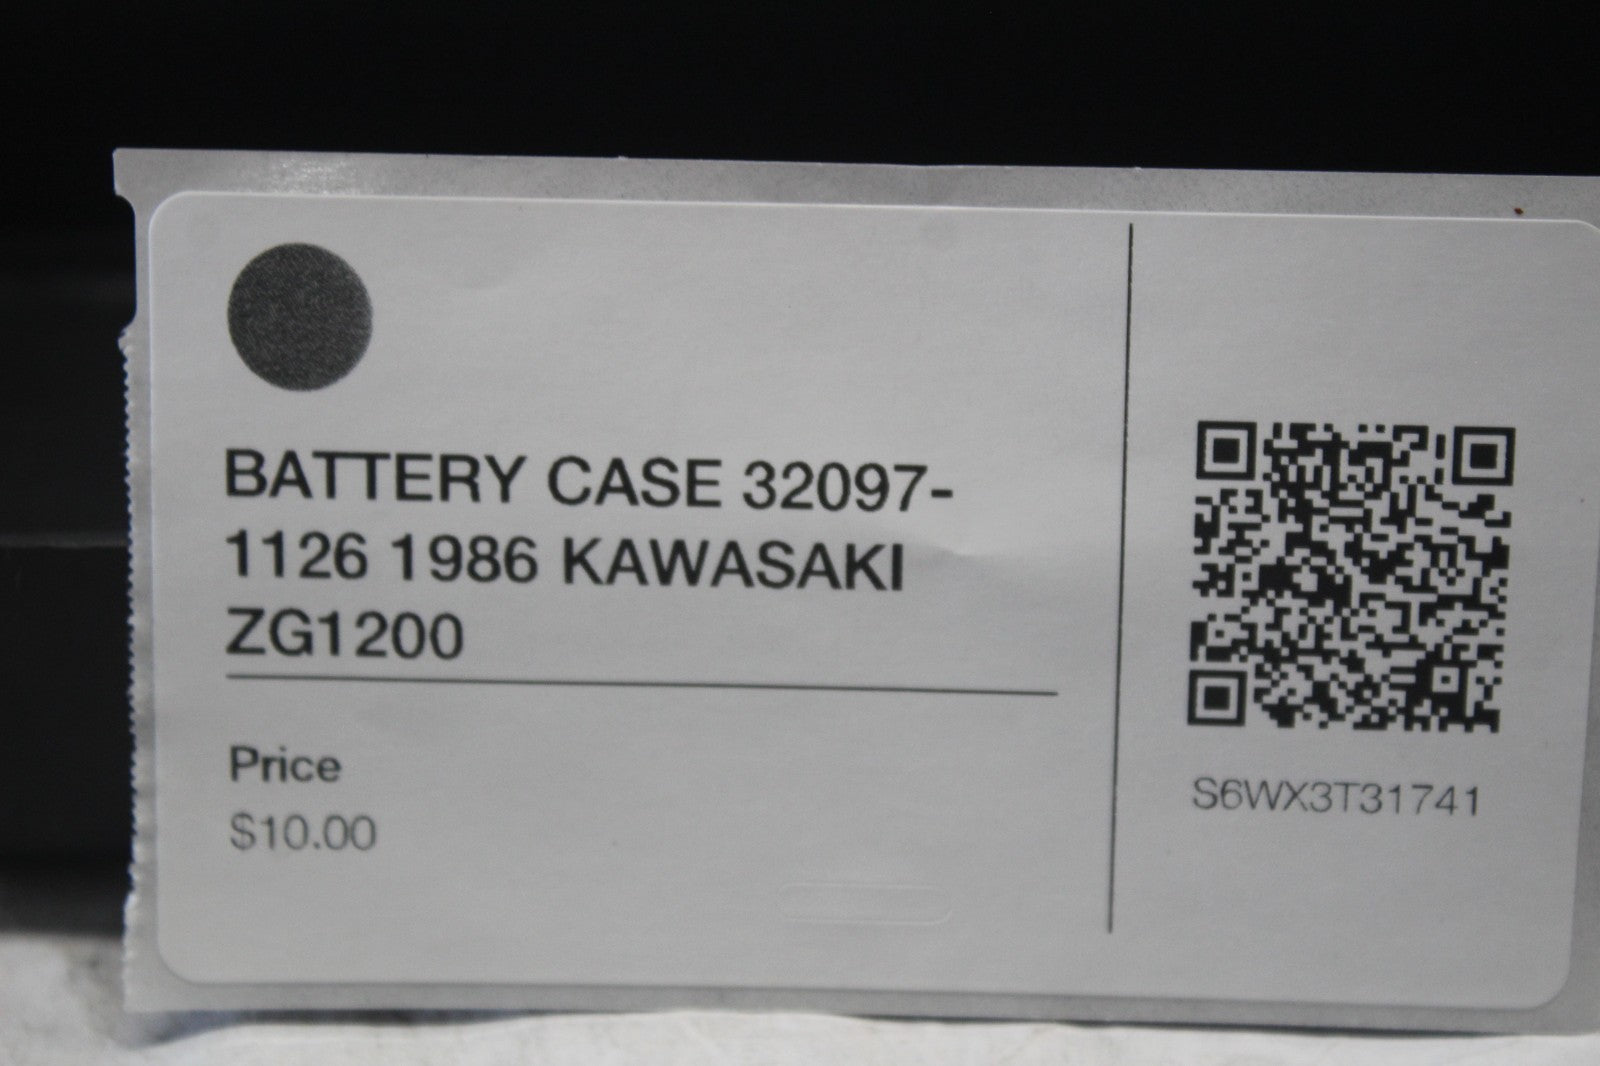 BATTERY CASE 32097-
1126 1986 KAWASAKI
ZG1200
Price
$10.00
S6WX3T31741